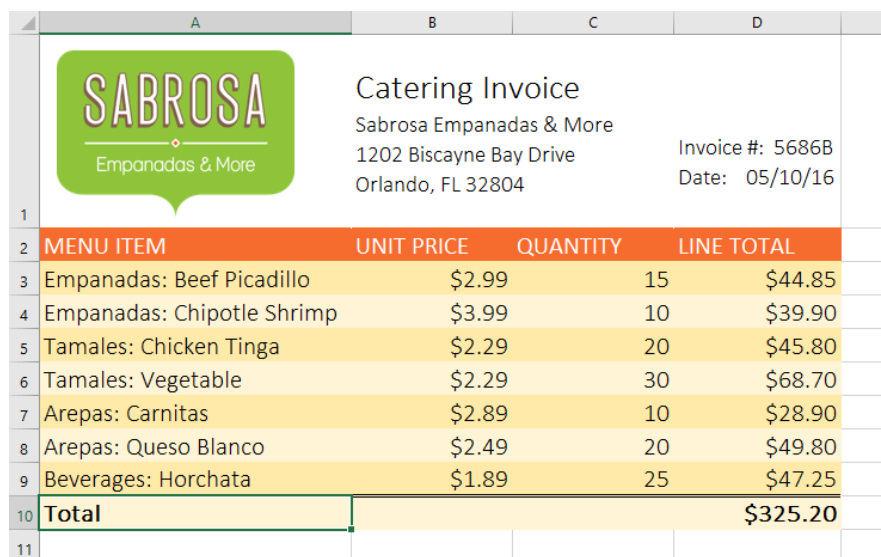 A B C D
SABROSA
Empanadas & More
Catering Invoice
Sabrosa Empanadas & More
1202 Biscayne Bay Drive
Orlando, FL 32804
Invoice #: 5686B
Date: 05/10/16
1
2 MENU ITEM UNIT PRICE QUANTITY LINE TOTAL
3 Empanadas: Beef Picadillo $2.99 15 $44.85
4 Empanadas: Chipotle Shrimp $3.99 10 $39.90
5 Tamales: Chicken Tinga $2.29 20 $45.80
6 Tamales: Vegetable $2.29 30 $68.70
7 Arepas: Carnitas $2.89 10 $28.90
8 Arepas: Queso Blanco $2.49 20 $49.80
9 Beverages: Horchata $1.89 25 $47.25
10 Total $325.20
11